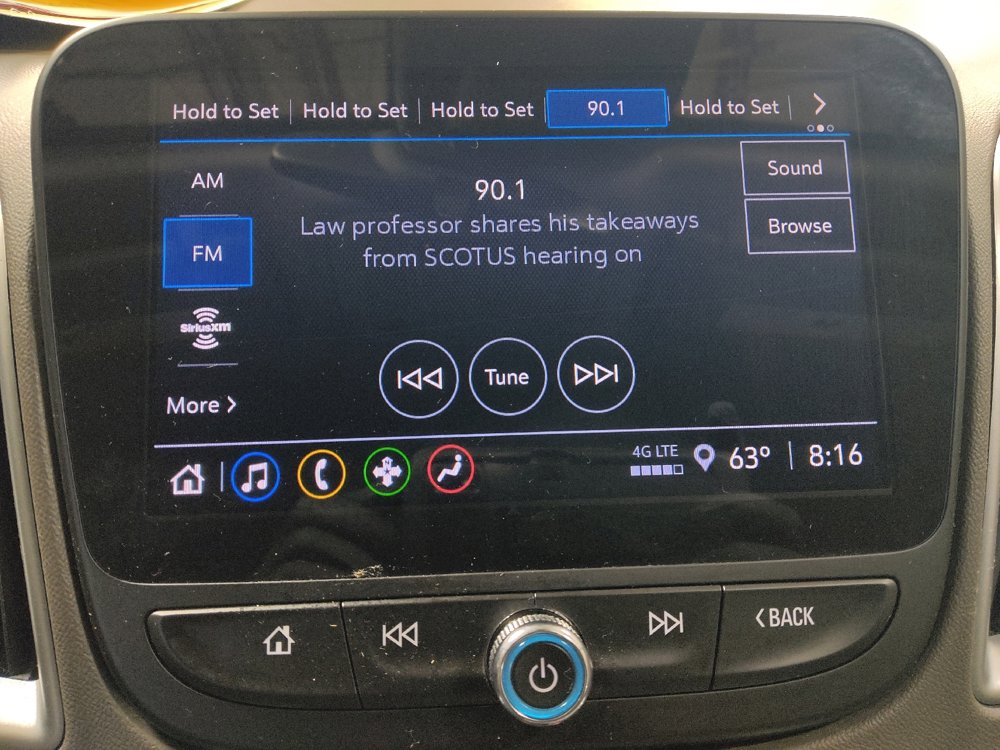 Hold to Set Hold to Set Hold to Set 90.1 Hold to Set
AM
FM
SiriusXM
More
90.1
Law professor shares his takeaways
from SCOTUS hearing on
Sound
Browse
Tune
4G LTE
63° 8:16
BACK